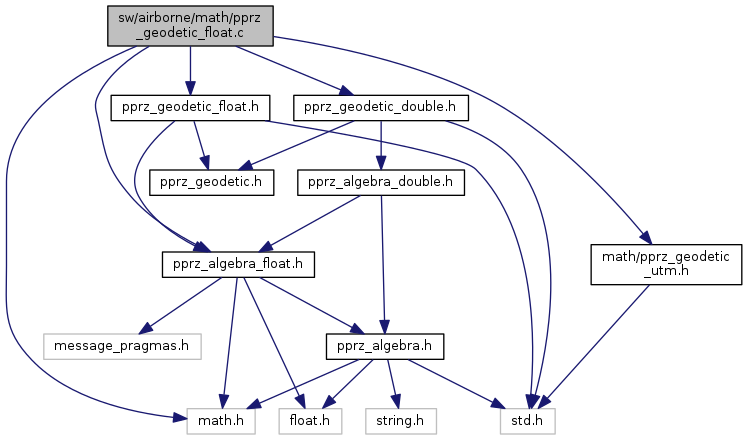 sw/airborne/math/pprz
_geodetic_float.c
pprz_geodetic_float.h
pprz_geodetic_double.h
pprz_geodetic.h
pprz_algebra_double.h
pprz_algebra_float.h
math/pprz_geodetic
_utm.h
message_pragmas.h
pprz_algebra.h
math.h
float.h
string.h
std.h